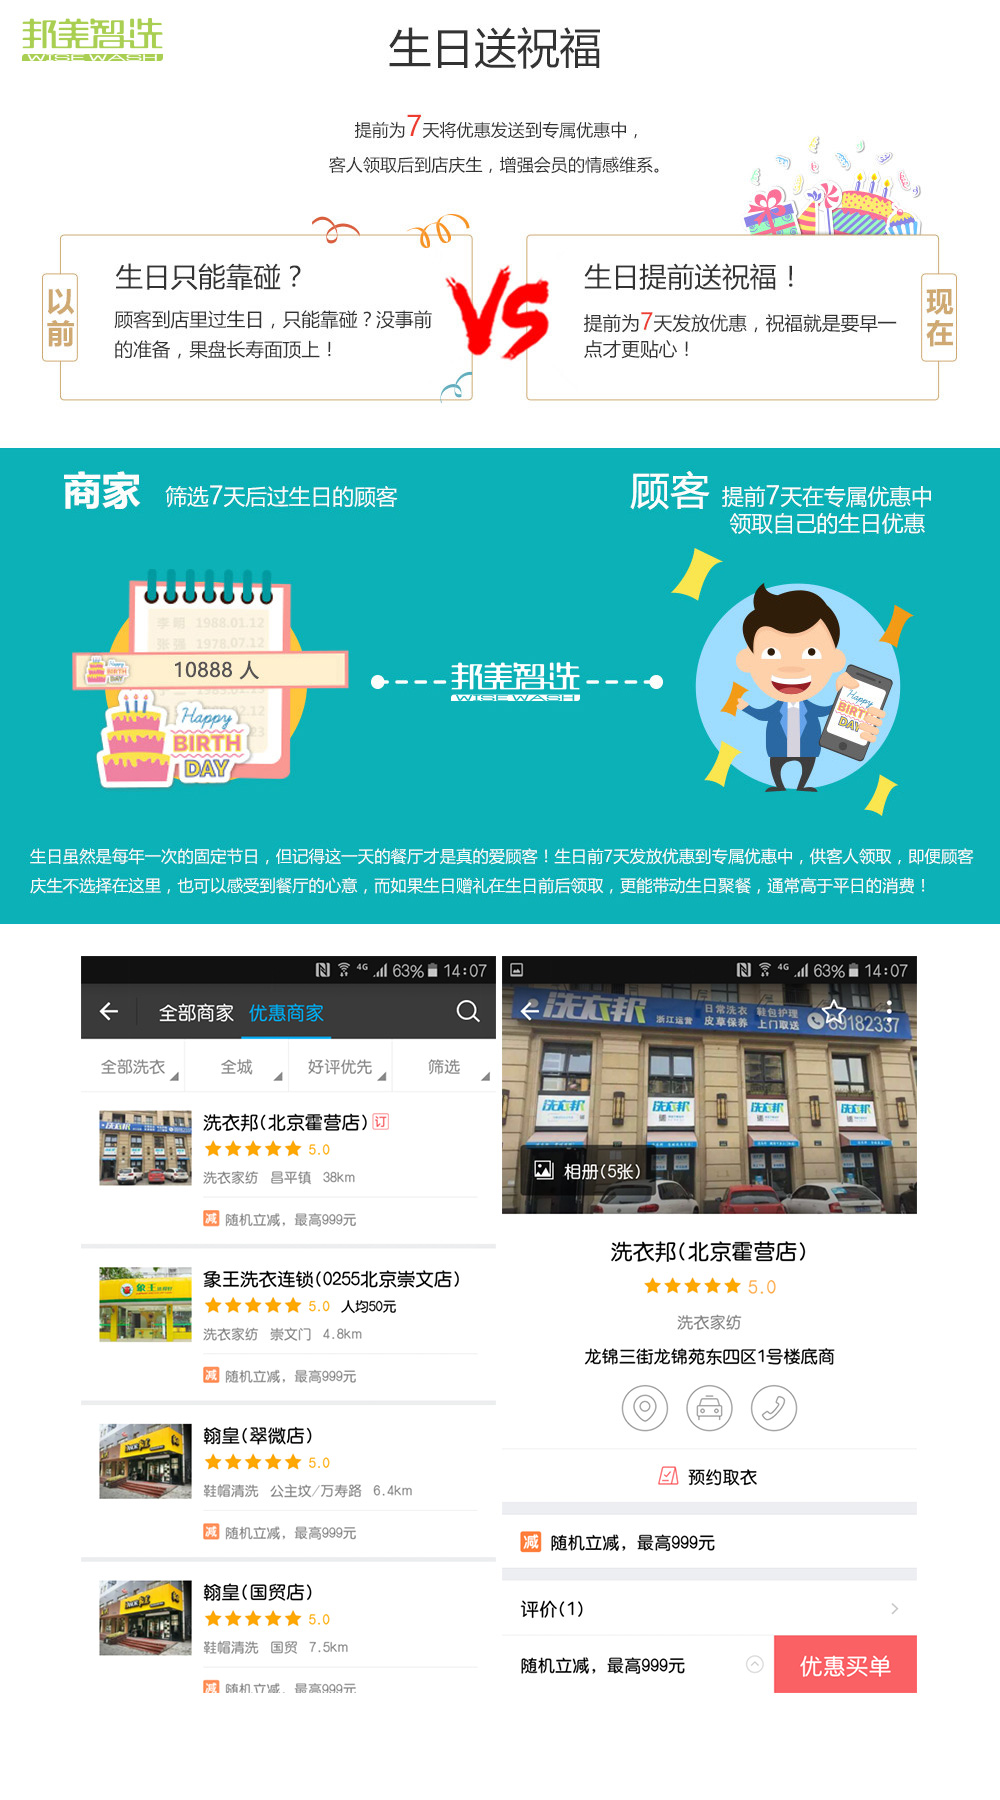 邦美智洗
WISE WASH
生日送祝福
提前为7天将优惠发送到专属优惠中，
客人领取后到店庆生，增强会员的情感维系。
以前
生日只能靠碰？
顾客到店里过生日，只能靠碰？没事前
的准备，果盘长寿面顶上！
VS
生日提前送祝福！
提前为7天发放优惠，祝福就是要早一
点才更贴心！
现在
商家 筛选7天后过生日的顾客
顾客 提前7天在专属优惠中
领取自己的生日优惠
1988.01.12
张强 1978.07.12
10888 人
Happy
BIRTH
DAY
邦美智洗
WISE WASH
Happy
BIRTH
DAY
生日虽然是每年一次的固定节日，但记得这一天的餐厅才是真的爱顾客！生日前7天发放优惠到专属优惠中，供客人领取，即便顾客
庆生不选择在这里，也可以感受到餐厅的心意，而如果生日赠礼在生日前后领取，更能带动生日聚餐，通常高于平日的消费！
4G 63% 14:07
全部商家 优惠商家
全部洗衣 全城 好评优先 筛选
洗衣邦(北京霍营店) 订
5.0
洗衣家纺 昌平镇 38km
减 随机立减，最高999元
象王洗衣连锁(0255北京崇文店)
5.0 人均50元
洗衣家纺 崇文门 4.8km
减 随机立减，最高999元
翰皇(翠微店)
5.0
鞋帽清洗 公主坟/万寿路 6.4km
减 随机立减，最高999元
翰皇(国贸店)
5.0
鞋帽清洗 国贸 7.5km
减 随机立减，最高999元
4G 63% 14:07
洗衣邦 浙江运营 日常洗衣 鞋包护理
皮草保养 上门取送 69182337
洗衣邦 洗衣邦 洗衣邦 洗衣邦
相册(5张)
洗衣邦(北京霍营店)
5.0
洗衣家纺
龙锦三街龙锦苑东四区1号楼底商
预约取衣
减 随机立减，最高999元
评价(1)
随机立减，最高999元
优惠买单